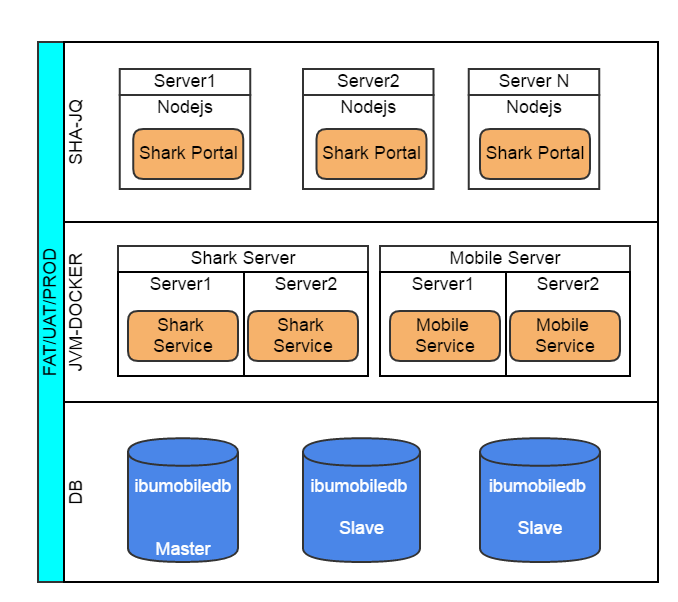 FAT/UAT/PROD
SHA-JQ
Server1
Nodejs
Shark Portal
Server2
Nodejs
Shark Portal
Server N
Nodejs
Shark Portal
JVM-DOCKER
Shark Server
Server1
Shark
Service
Server2
Shark
Service
Mobile Server
Server1
Mobile
Service
Server2
Mobile
Service
DB
ibumobiledb
Master
ibumobiledb
Slave
ibumobiledb
Slave